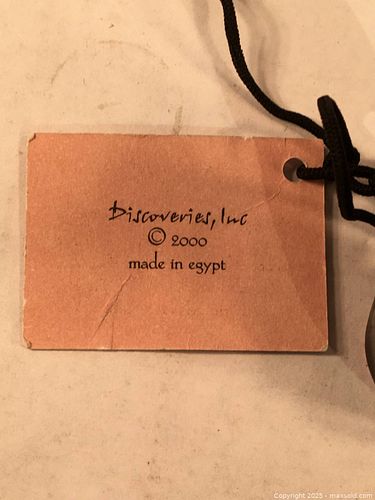 Discoveries, Inc
© 2000
made in egypt
Copyright 2025 - maxsold.com